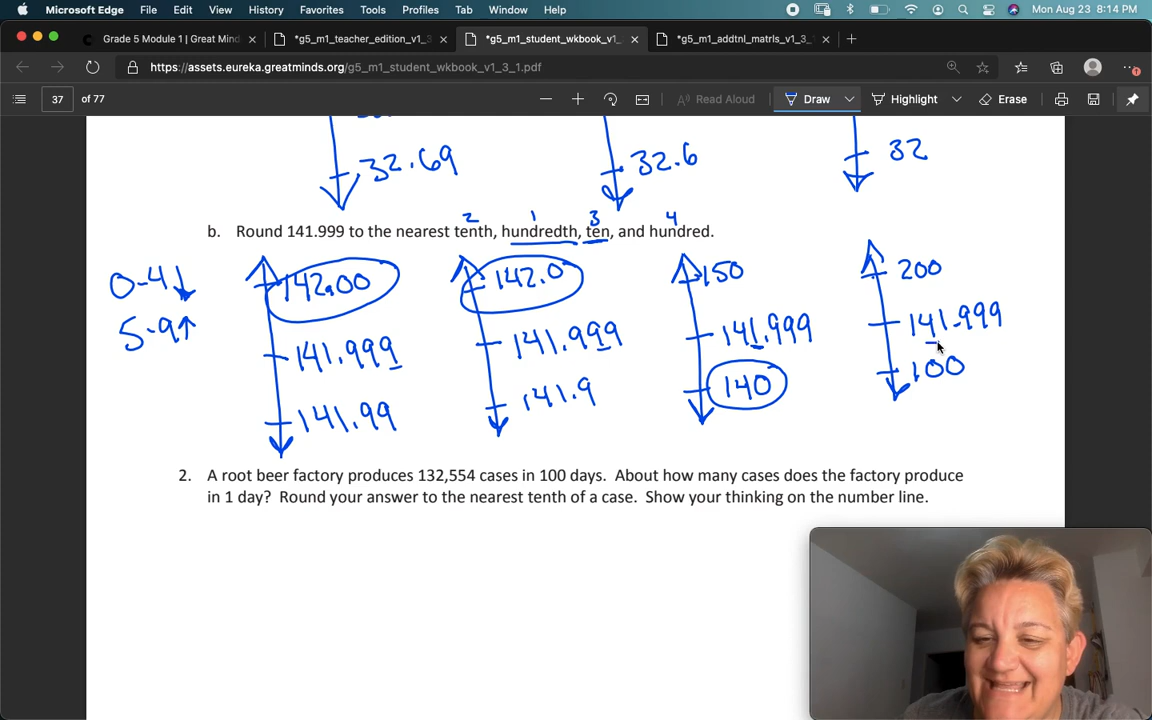 Microsoft Edge File Edit View History Favorites Tools Profiles Tab Window Help Mon Aug 23 8:14 PM
Grade 5 Module 1 | Great Mind *g5_m1_teacher_edition_v1_3 *g5_m1_student_wkbook_v1_ *g5_m1_addtnl_matrls_v1_3_
https://assets.eureka.greatminds.org/g5_m1_student_wkbook_v1_3_1.pdf
37 of 77 Read Aloud Draw Highlight Erase
32.69 32.6 32
2 1 3 4
b. Round 141.999 to the nearest tenth, hundredth, ten, and hundred.
0-4↓ 142.00 142.0 150 200
5-9↑ 141.999 141.999 141.999 141.999
141.99 141.9 140 100
2. A root beer factory produces 132,554 cases in 100 days. About how many cases does the factory produce
in 1 day? Round your answer to the nearest tenth of a case. Show your thinking on the number line.